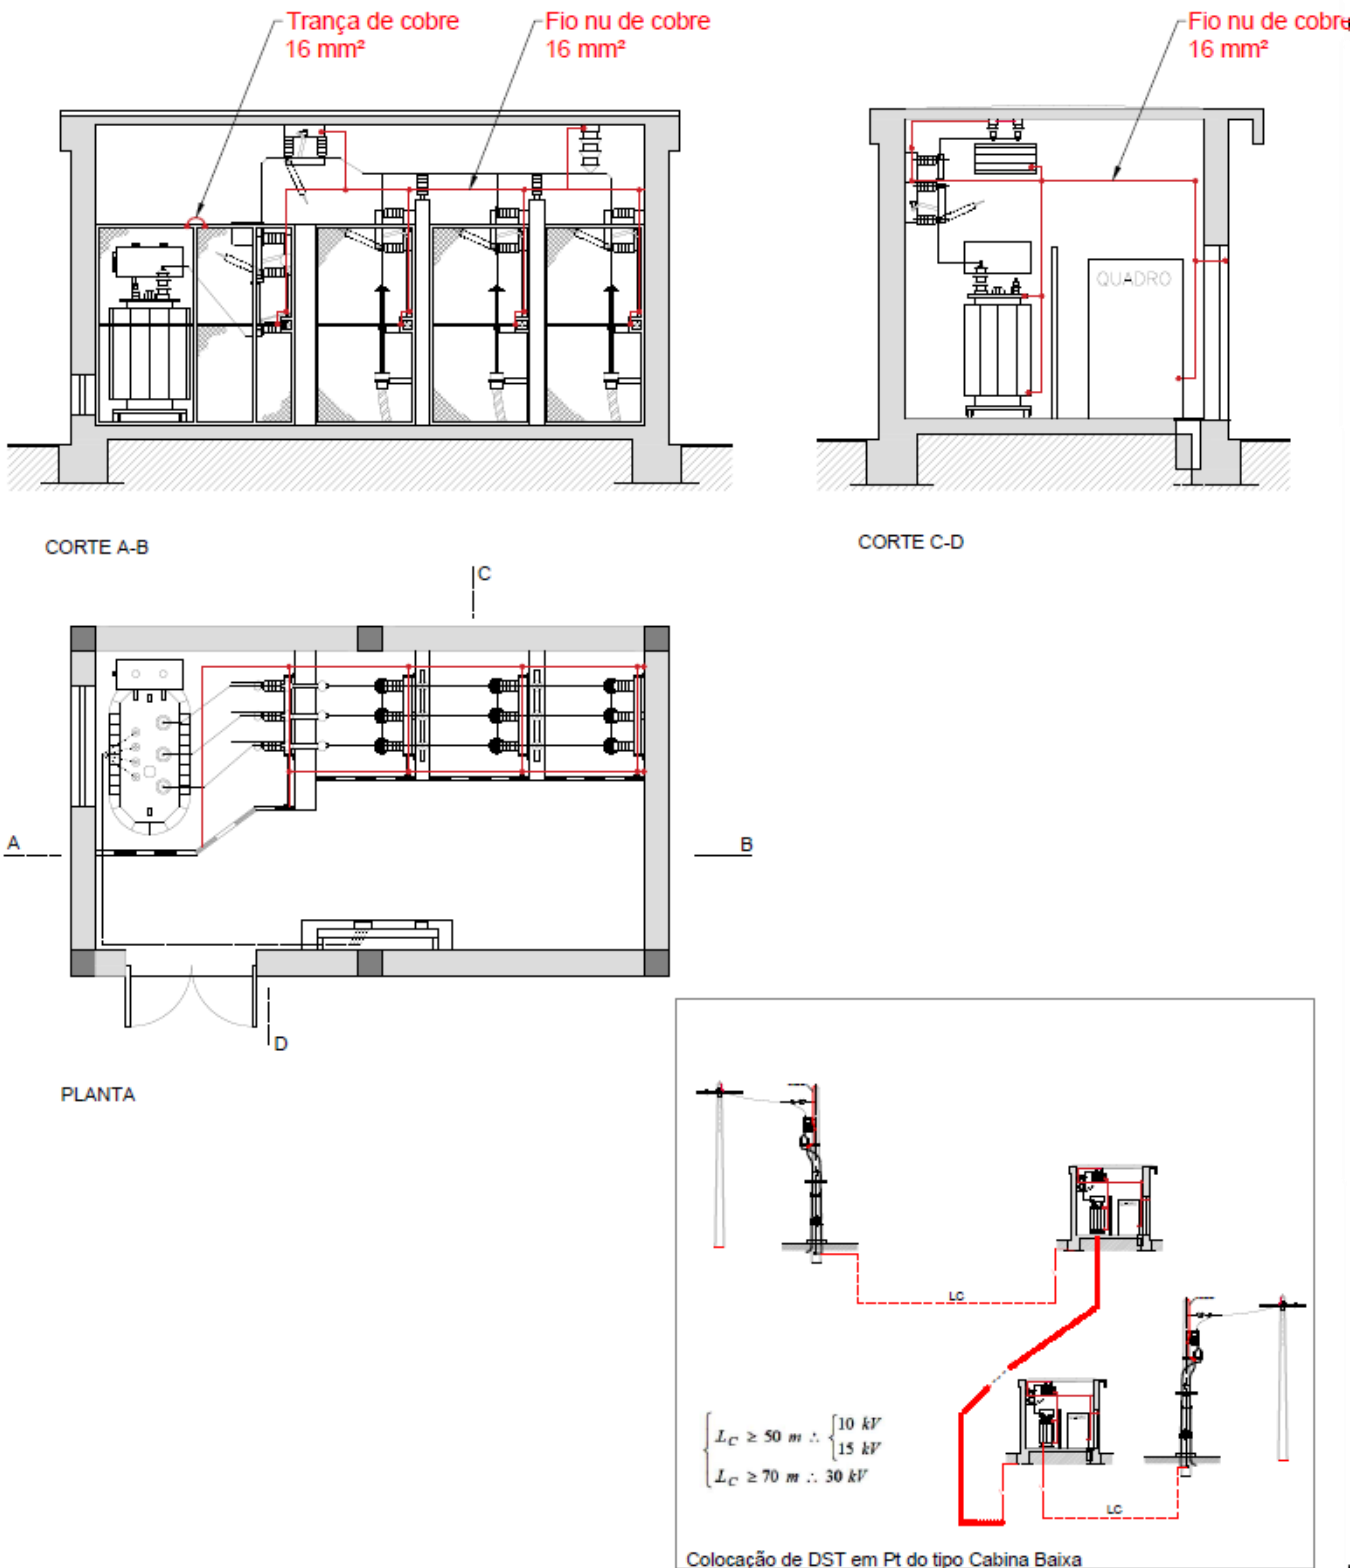 Trança de cobre
16 mm²
Fio nu de cobre
16 mm²
Fio nu de cobre
16 mm²
QUADRO
CORTE A-B
CORTE C-D
C
A
B
D
PLANTA
LC
L_C ≥ 50 m ∴ { 10 kV
15 kV
L_C ≥ 70 m ∴ 30 kV
LC
Colocação de DST em Pt do tipo Cabina Baixa